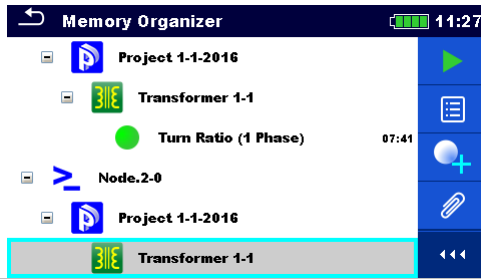 Memory Organizer 11:27
Project 1-1-2016
Transformer 1-1
Turn Ratio (1 Phase) 07:41
Node.2-0
Project 1-1-2016
Transformer 1-1